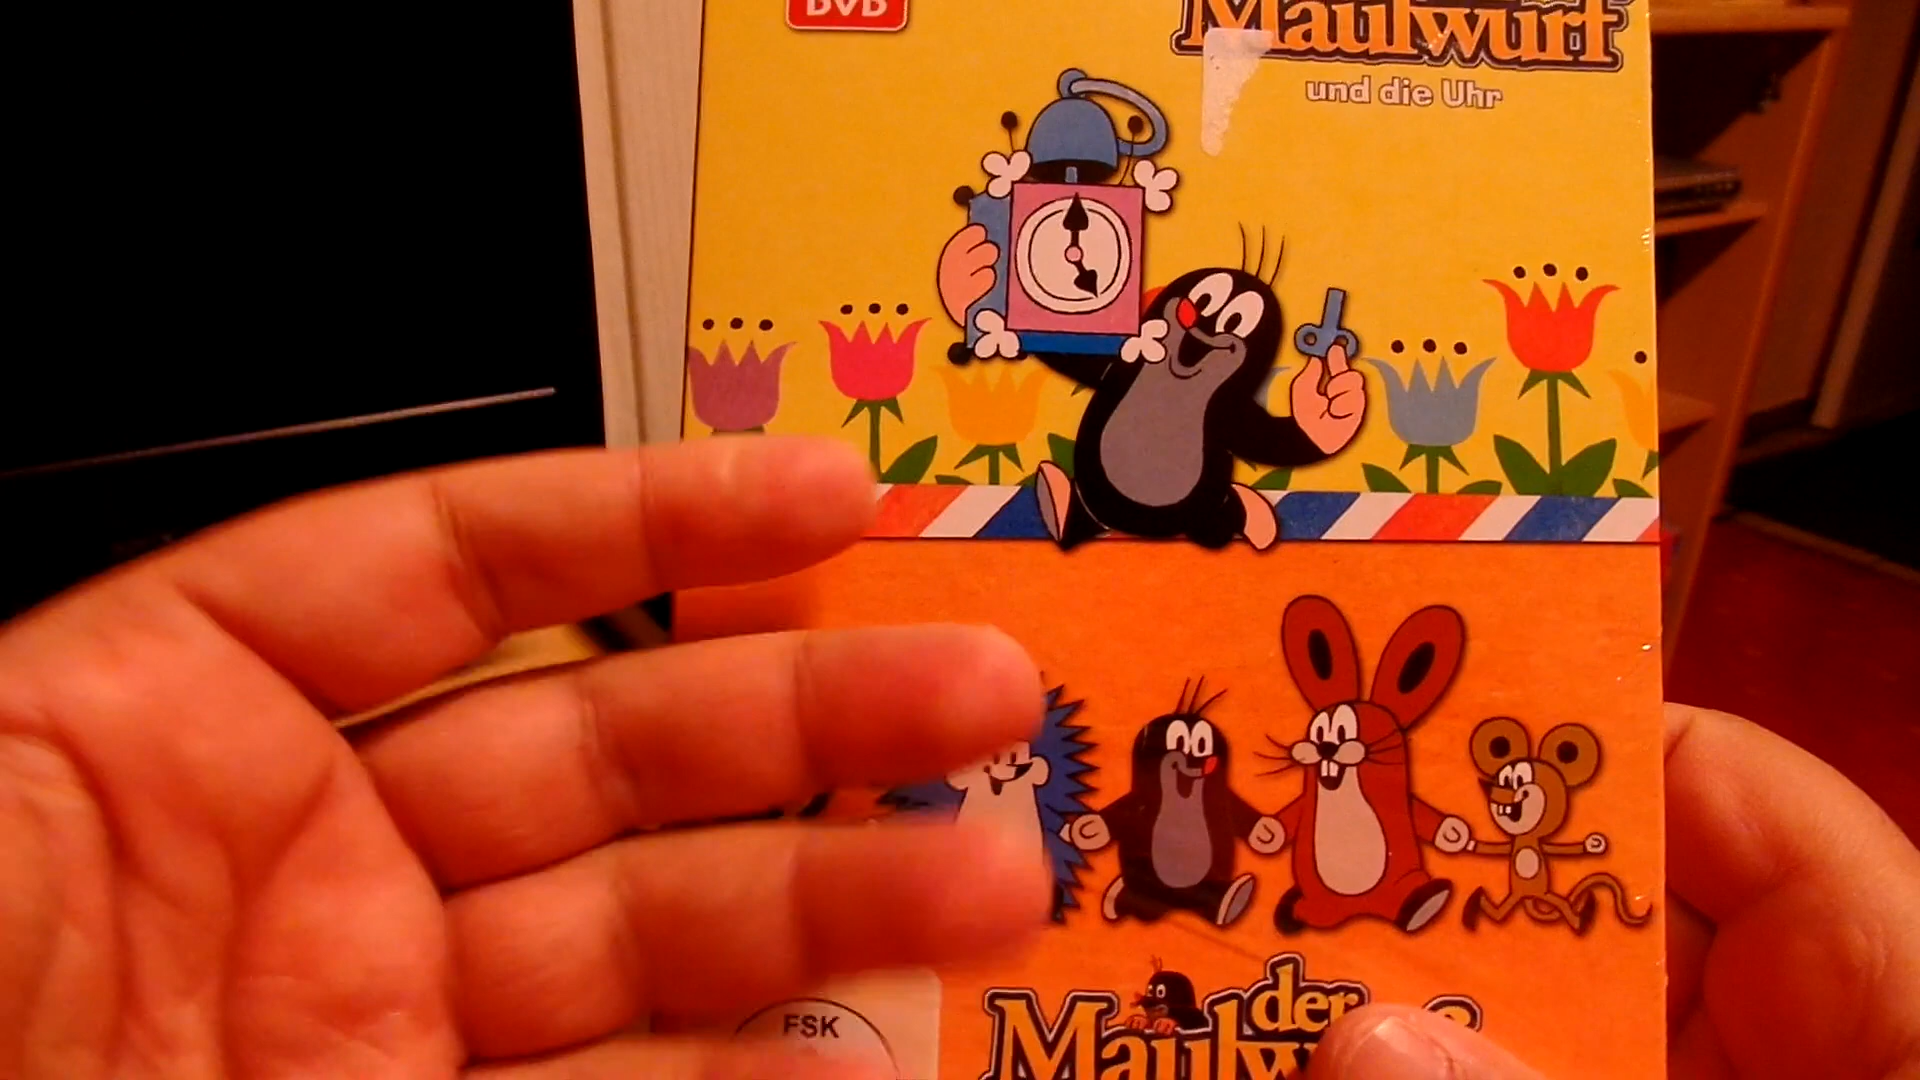 DVD
Maulwurf
und die Uhr
FSK
der